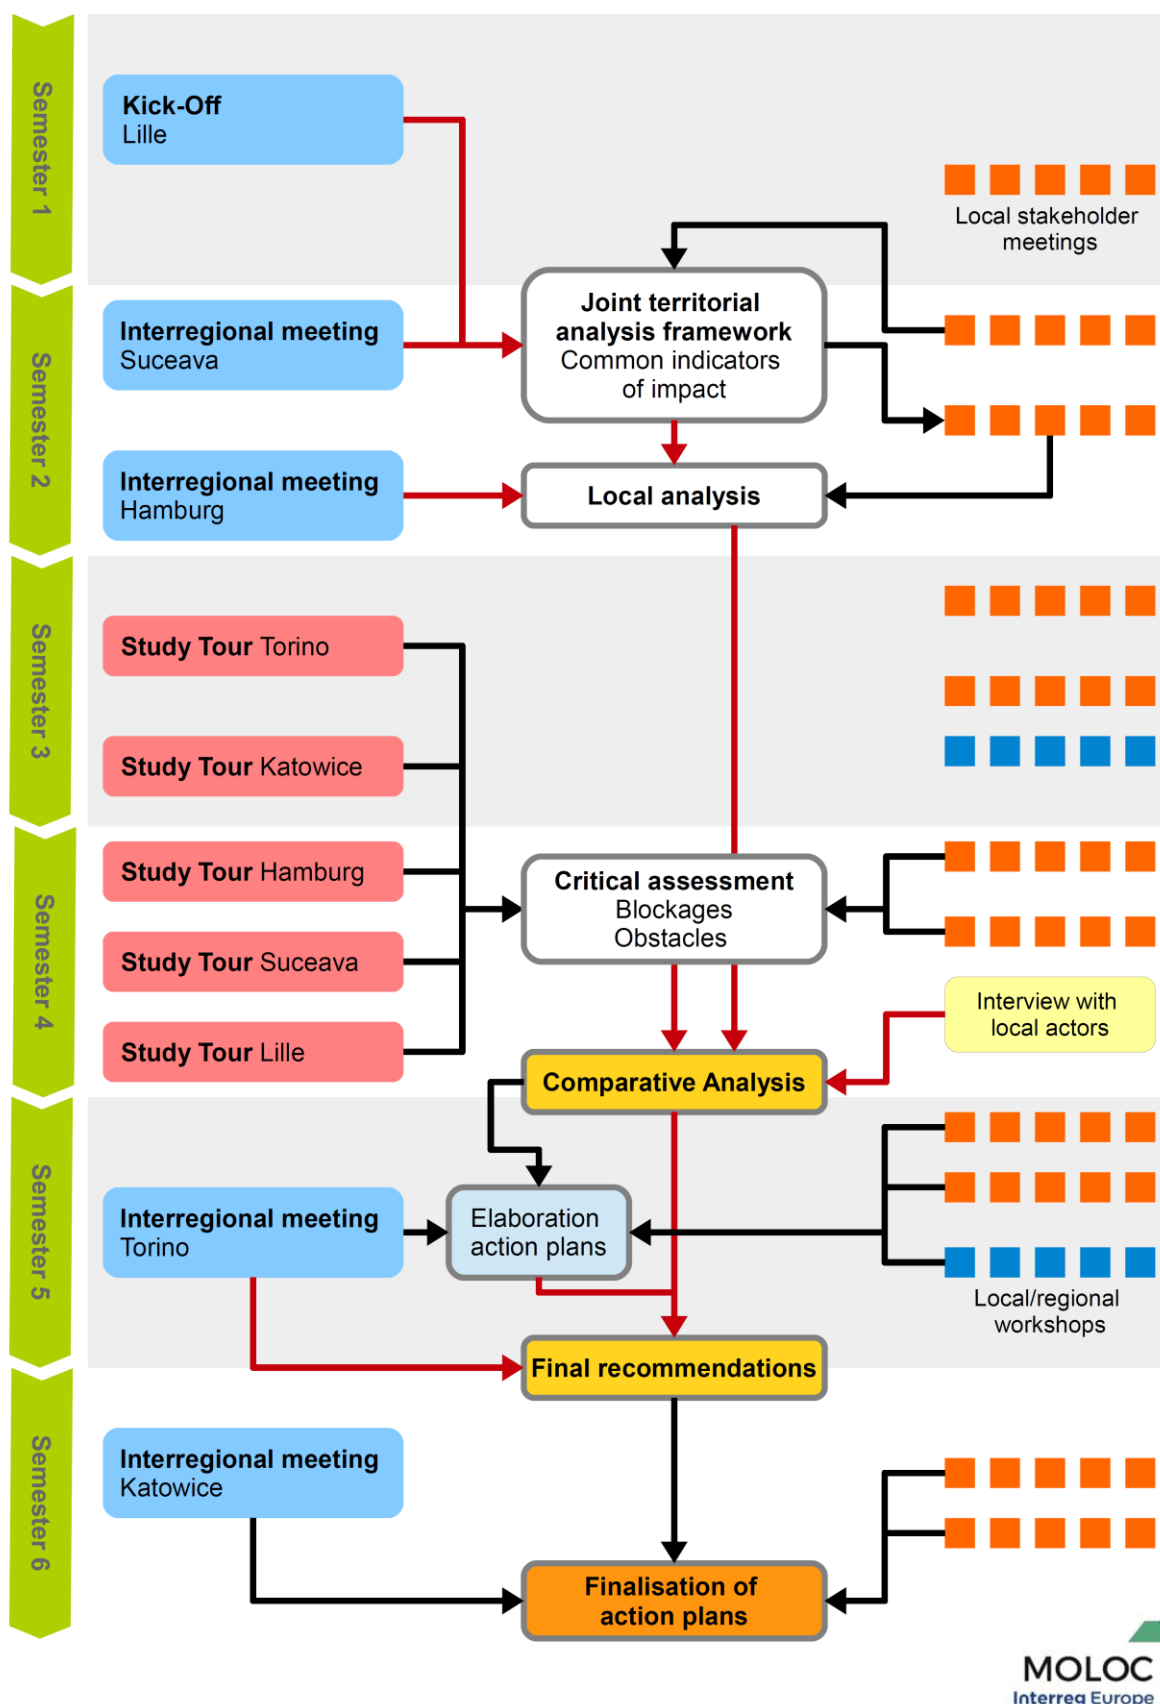 Semester 1
Kick-Off
Lille
Local stakeholder
meetings
Semester 2
Interregional meeting
Suceava
Joint territorial
analysis framework
Common indicators
of impact
Interregional meeting
Hamburg
Local analysis
Semester 3
Study Tour Torino
Study Tour Katowice
Semester 4
Study Tour Hamburg
Critical assessment
Blockages
Obstacles
Study Tour Suceava
Interview with
local actors
Study Tour Lille
Comparative Analysis
Semester 5
Interregional meeting
Torino
Elaboration
action plans
Local/regional
workshops
Final recommendations
Semester 6
Interregional meeting
Katowice
Finalisation of
action plans
MOLOC
Interreg Europe